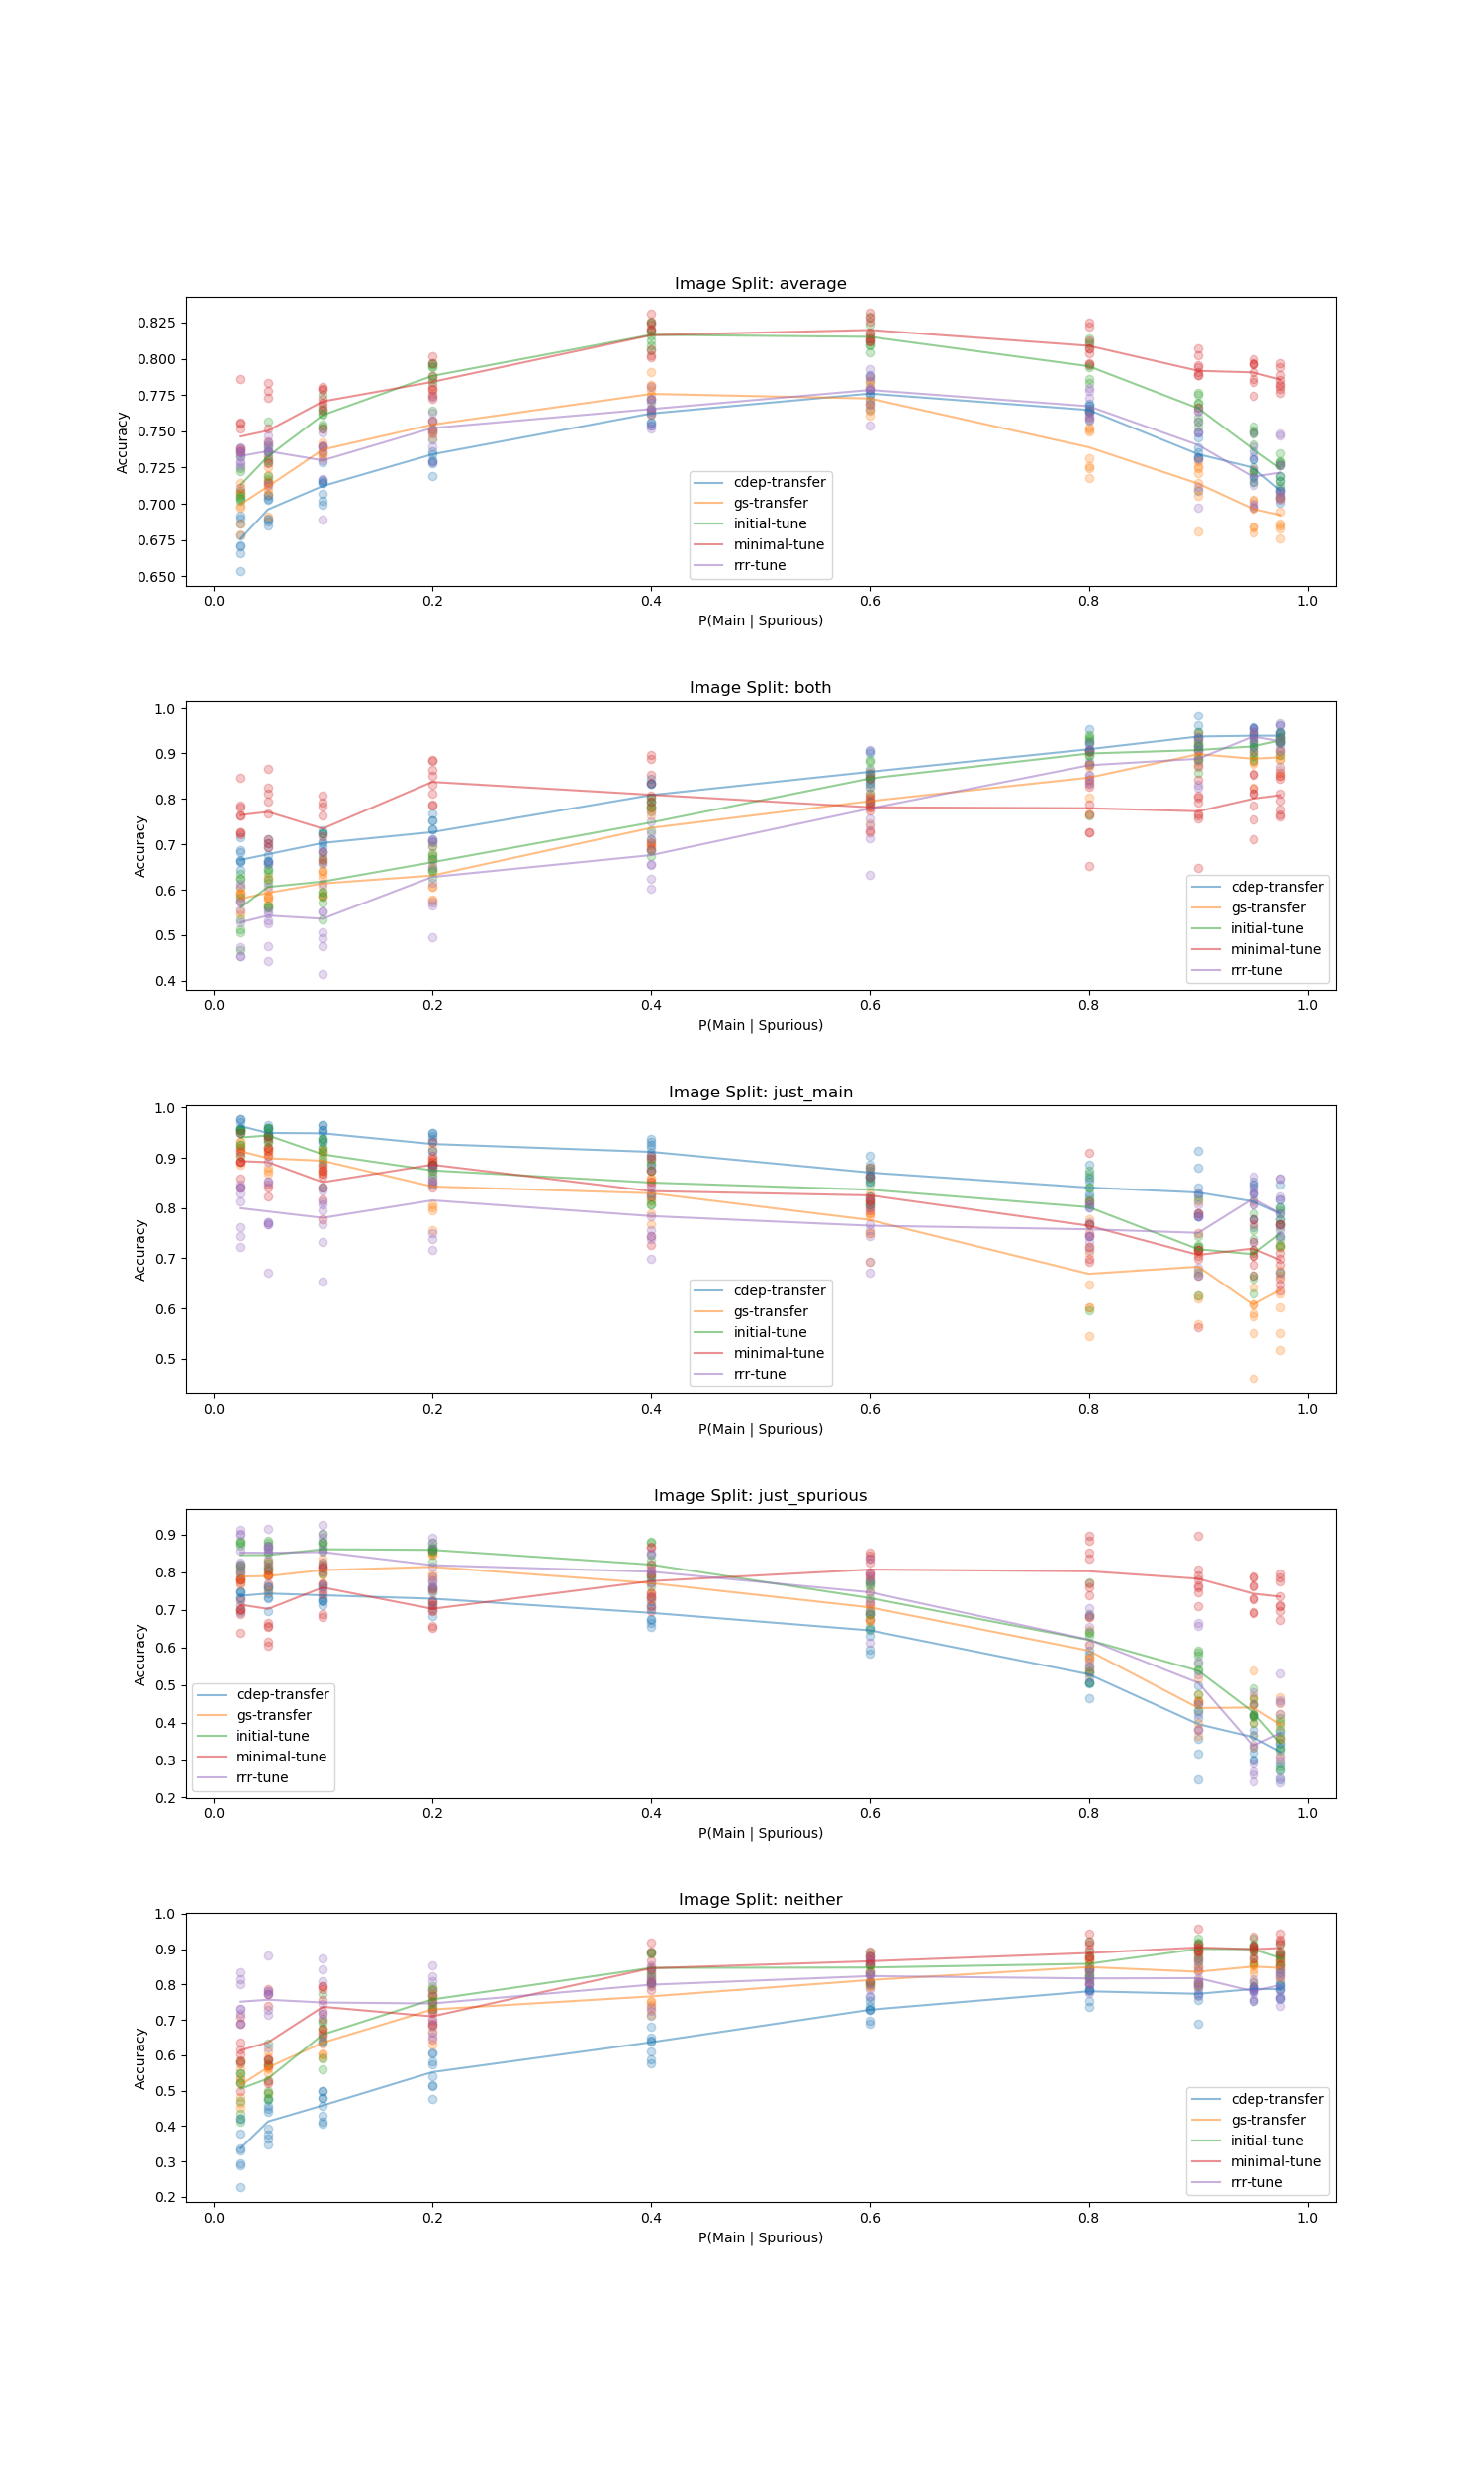 Image Split: average
Accuracy
0.825
0.800
0.775
0.750
0.725
0.700
0.675
0.650
cdep-transfer
gs-transfer
initial-tune
minimal-tune
rrr-tune
0.0 0.2 0.4 0.6 0.8 1.0
P(Main | Spurious)
Image Split: both
Accuracy
1.0
0.9
0.8
0.7
0.6
0.5
0.4
cdep-transfer
gs-transfer
initial-tune
minimal-tune
rrr-tune
0.0 0.2 0.4 0.6 0.8 1.0
P(Main | Spurious)
Image Split: just_main
Accuracy
1.0
0.9
0.8
0.7
0.6
0.5
cdep-transfer
gs-transfer
initial-tune
minimal-tune
rrr-tune
0.0 0.2 0.4 0.6 0.8 1.0
P(Main | Spurious)
Image Split: just_spurious
Accuracy
0.9
0.8
0.7
0.6
0.5
0.4
0.3
0.2
cdep-transfer
gs-transfer
initial-tune
minimal-tune
rrr-tune
0.0 0.2 0.4 0.6 0.8 1.0
P(Main | Spurious)
Image Split: neither
Accuracy
1.0
0.9
0.8
0.7
0.6
0.5
0.4
0.3
0.2
cdep-transfer
gs-transfer
initial-tune
minimal-tune
rrr-tune
0.0 0.2 0.4 0.6 0.8 1.0
P(Main | Spurious)